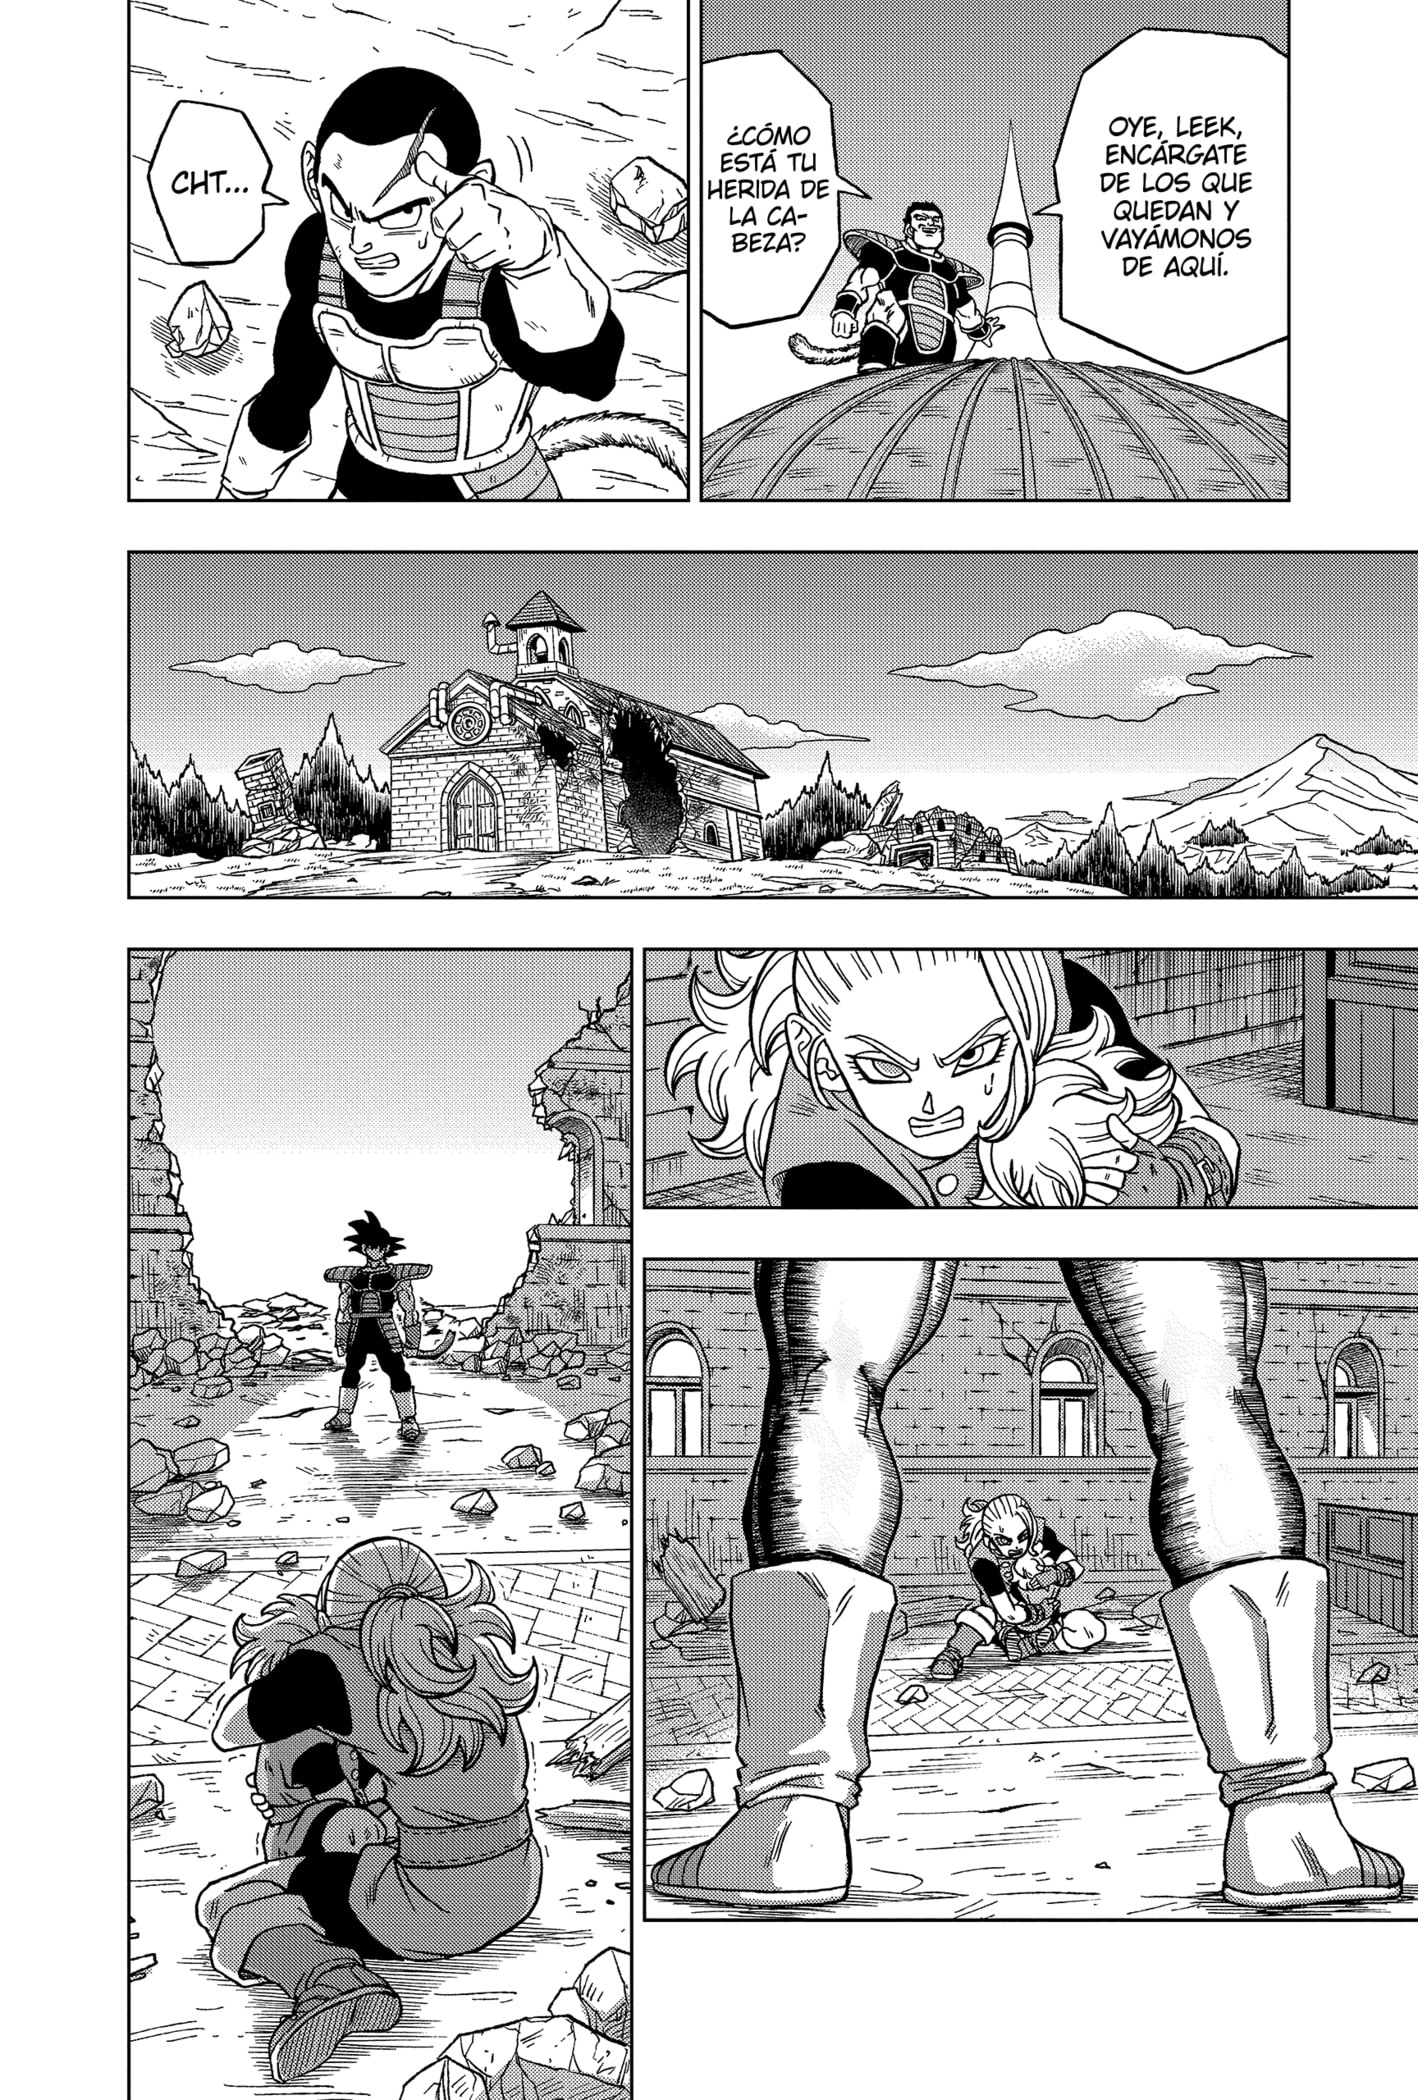 OYE, LEEK,
ENCÁRGATE
DE LOS QUE
QUEDAN Y
VAYÁMONOS
DE AQUÍ.
¿CÓMO
ESTÁ TU
HERIDA DE
LA CA-
BEZA?
CHT...